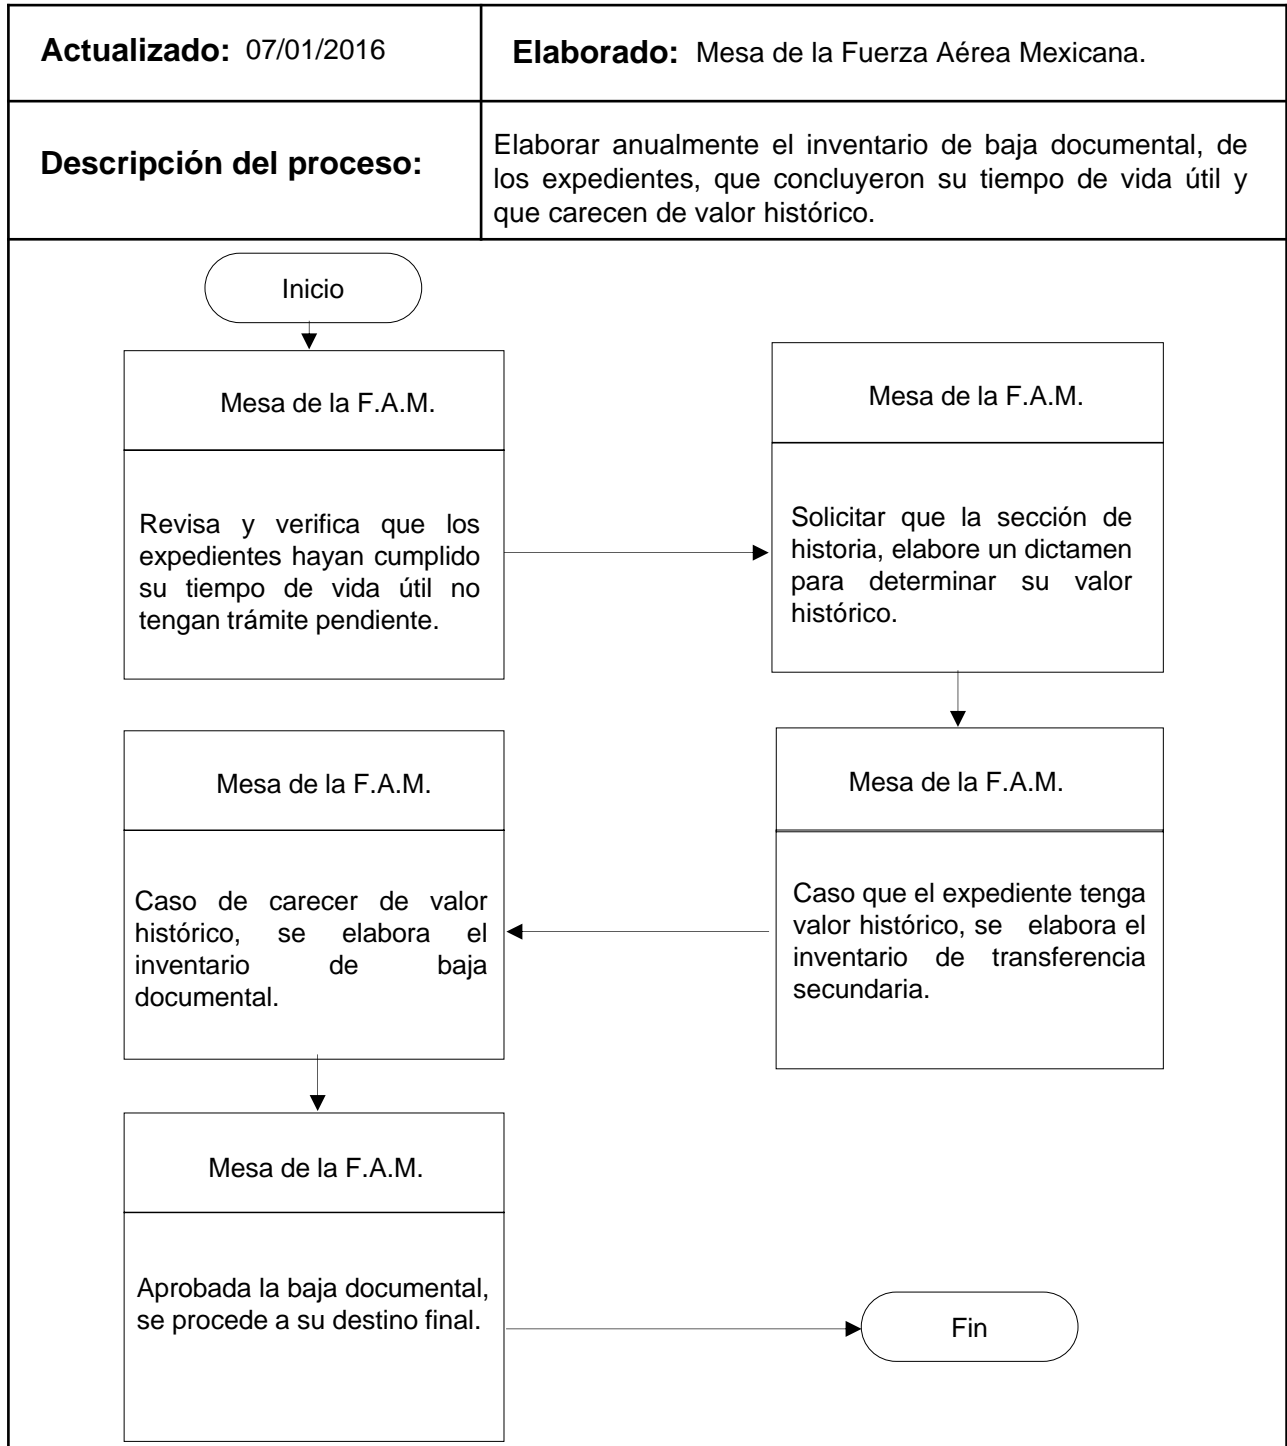 Actualizado: 07/01/2016
Elaborado: Mesa de la Fuerza Aérea Mexicana.
Descripción del proceso:
Elaborar anualmente el inventario de baja documental, de
los expedientes, que concluyeron su tiempo de vida útil y
que carecen de valor histórico.
Inicio
Mesa de la F.A.M.
Revisa y verifica que los
expedientes hayan cumplido
su tiempo de vida útil no
tengan trámite pendiente.
Mesa de la F.A.M.
Solicitar que la sección de
historia, elabore un dictamen
para determinar su valor
histórico.
Mesa de la F.A.M.
Caso que el expediente tenga
valor histórico, se elabora el
inventario de transferencia
secundaria.
Mesa de la F.A.M.
Caso de carecer de valor
histórico, se elabora el
inventario de baja
documental.
Mesa de la F.A.M.
Aprobada la baja documental,
se procede a su destino final.
Fin